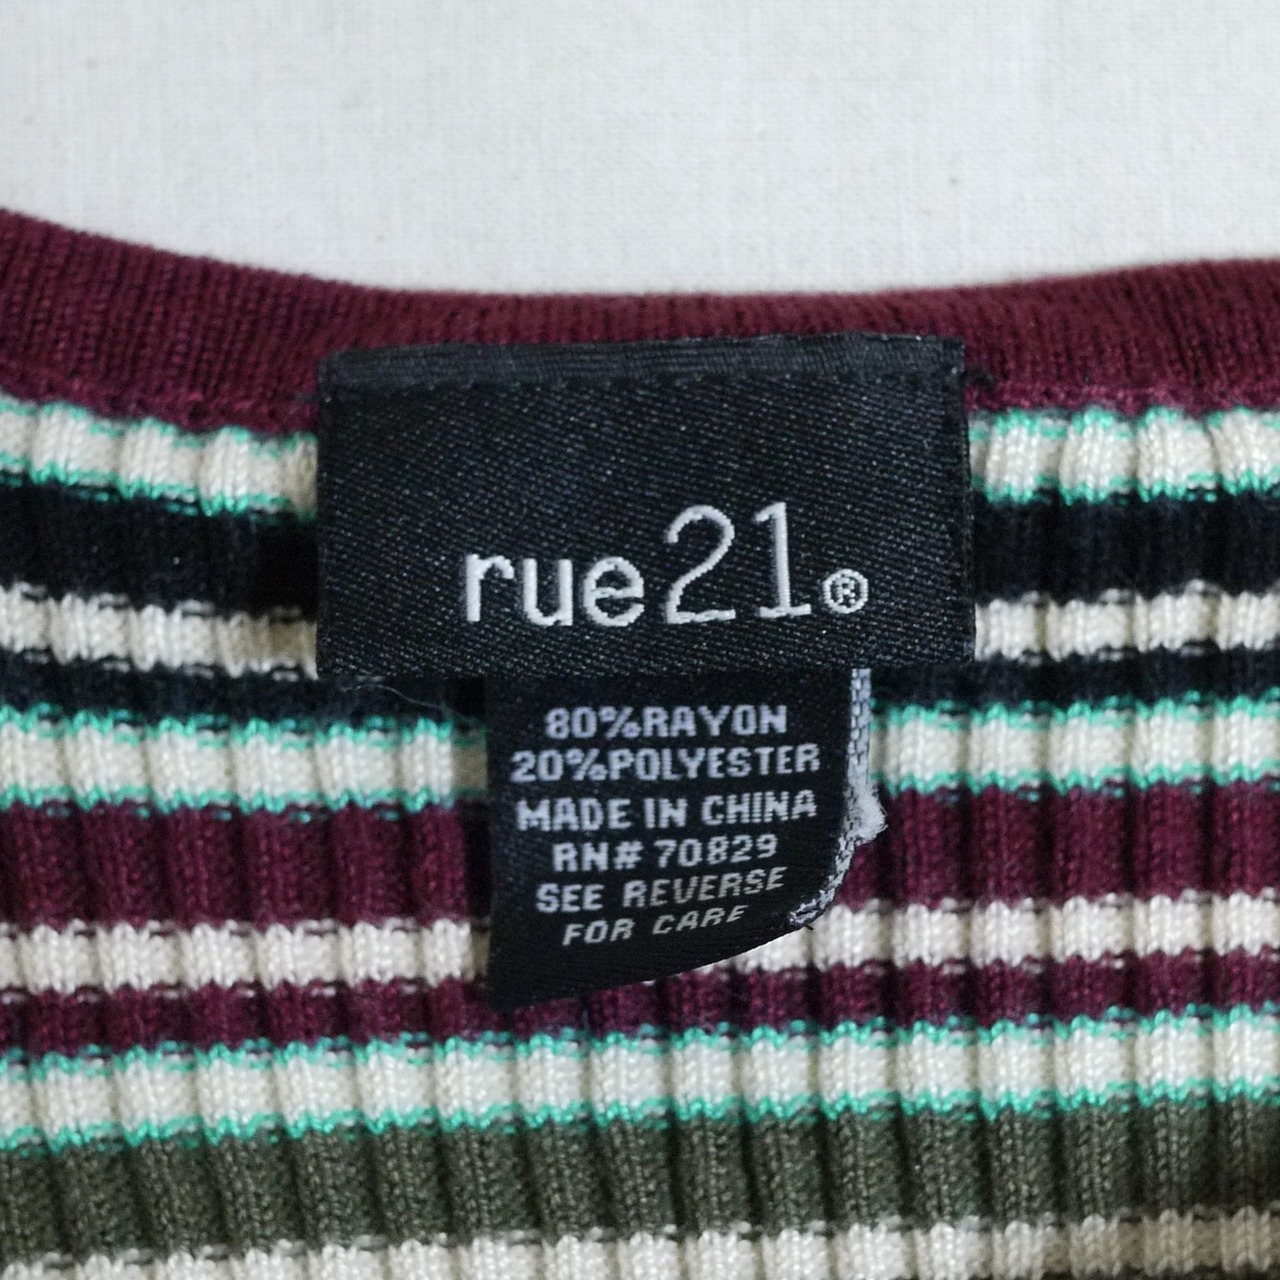 rue21®
80%RAYON
20%POLYESTER
MADE IN CHINA
RN# 70829
SEE REVERSE
FOR CARE